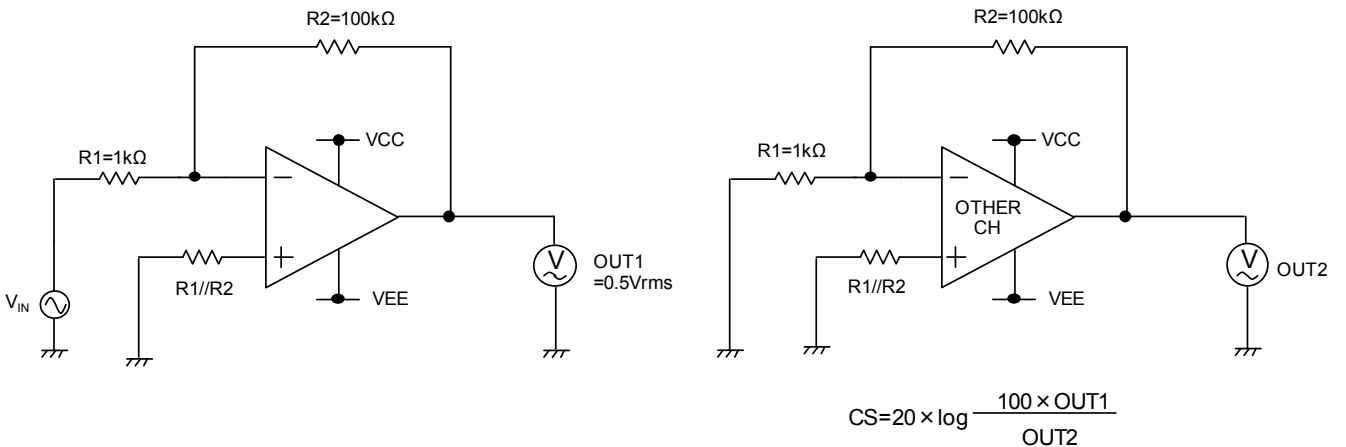 R2=100kΩ
VCC
R1=1kΩ
−
+
R1//R2
VEE
V
OUT1
=0.5Vrms
VIN
R2=100kΩ
VCC
R1=1kΩ
−
OTHER
CH
+
R1//R2
VEE
V
OUT2
CS=20×log 100×OUT1
OUT2